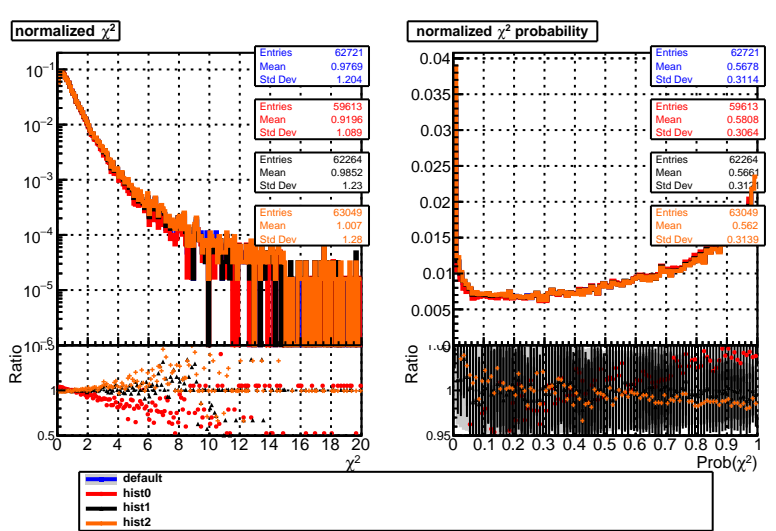 normalized χ²
normalized χ² probability
Entries 62721
Mean 0.9769
Std Dev 1.204
Entries 59613
Mean 0.9196
Std Dev 1.089
Entries 62264
Mean 0.9852
Std Dev 1.23
Entries 63049
Mean 1.007
Std Dev 1.28
10⁻¹
10⁻²
10⁻³
10⁻⁴
10⁻⁵
Ratio
1
0.5
0 2 4 6 8 10 12 14 16 18 20
χ²
Entries 62721
Mean 0.5678
Std Dev 0.3114
Entries 59613
Mean 0.5808
Std Dev 0.3064
Entries 62264
Mean 0.5661
Std Dev
Entries 63049
Mean 0.562
Std Dev 0.3139
0.04
0.035
0.03
0.025
0.02
0.015
0.01
0.005
Ratio
0.95
0 0.1 0.2 0.3 0.4 0.5 0.6 0.7 0.8 0.9 1
Prob(χ²)
default
hist0
hist1
hist2